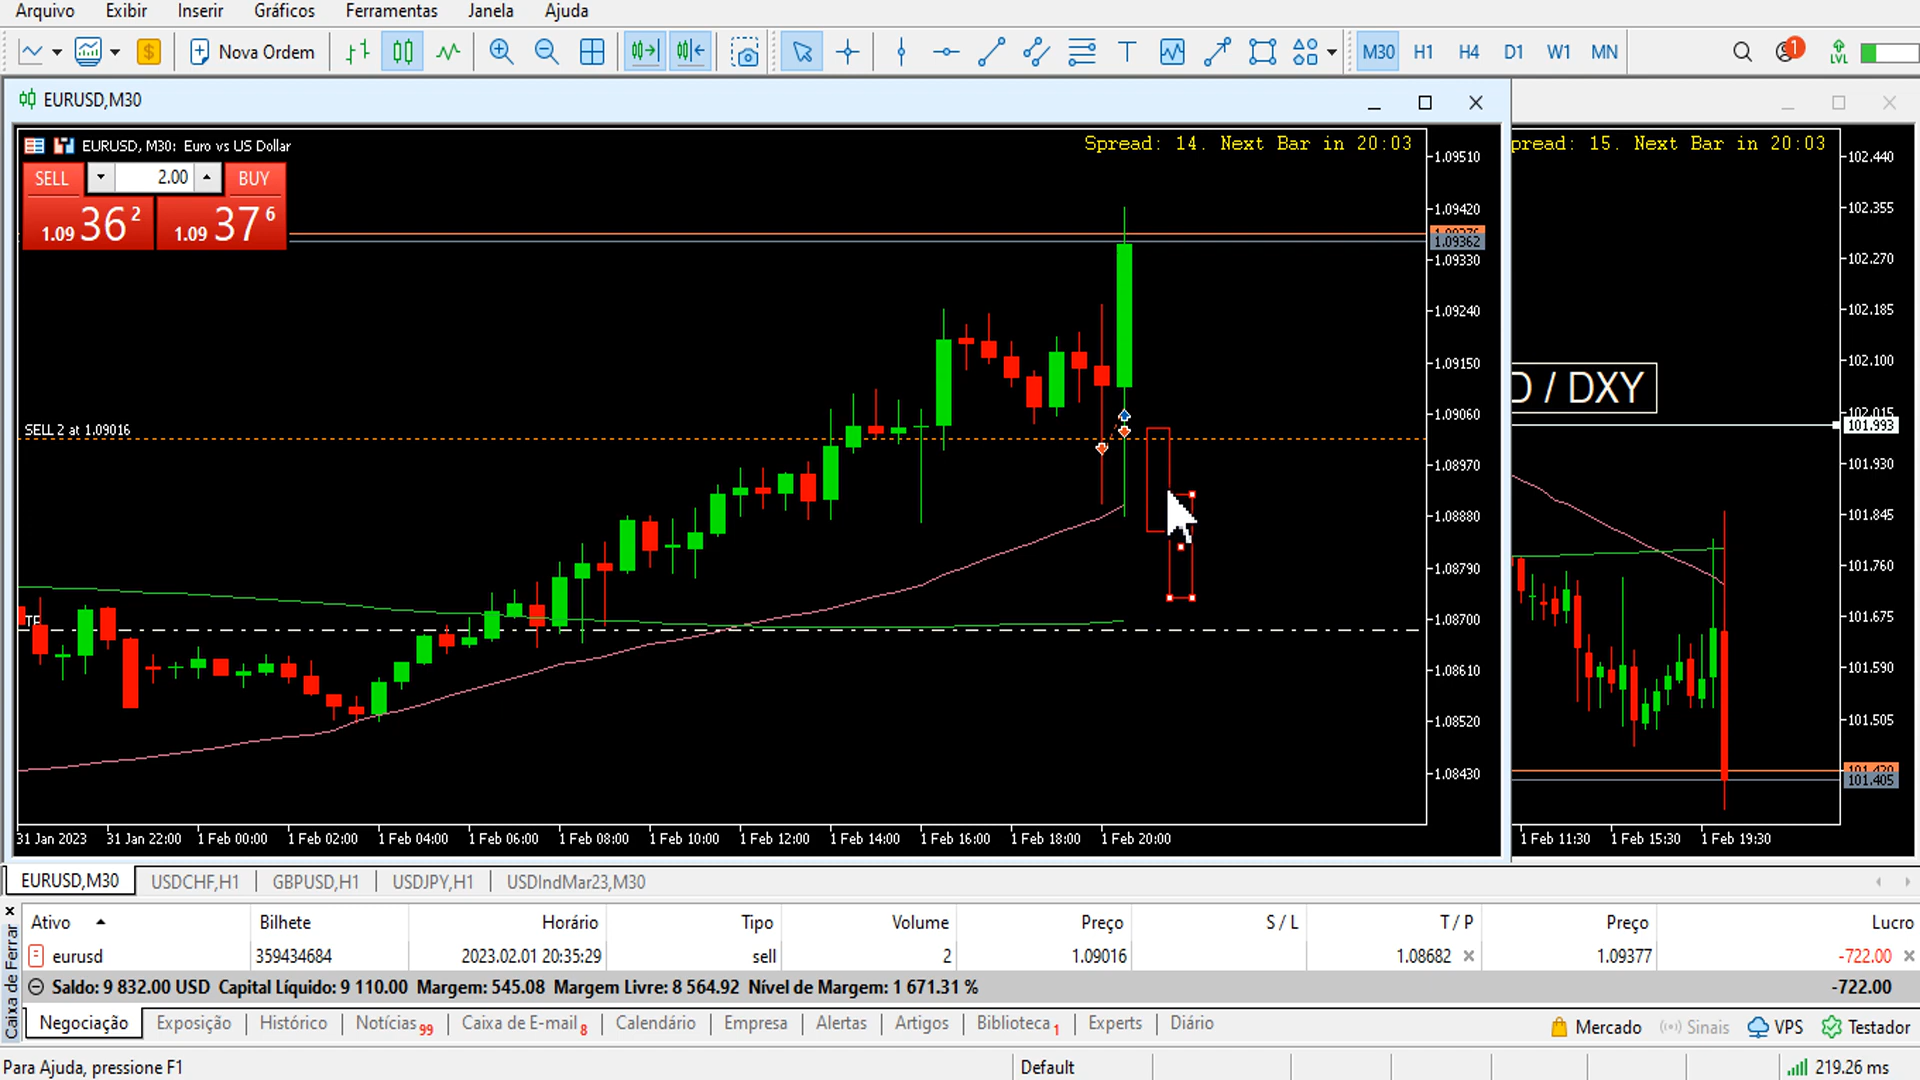 Arquivo Exibir Inserir Gráficos Ferramentas Janela Ajuda
Nova Ordem M30 H1 H4 D1 W1 MN 1 LVL
EURUSD,M30
EURUSD, M30: Euro vs US Dollar
Spread: 14. Next Bar in 20:03
SELL 2.00 BUY
1.09 36 2 1.09 37 6
SELL 2 at 1.09016
TP
1.09510
1.09420
1.09376
1.09362
1.09330
1.09240
1.09150
1.09060
1.08970
1.08880
1.08790
1.08700
1.08610
1.08520
1.08430
31 Jan 2023 31 Jan 22:00 1 Feb 00:00 1 Feb 02:00 1 Feb 04:00 1 Feb 06:00 1 Feb 08:00 1 Feb 10:00 1 Feb 12:00 1 Feb 14:00 1 Feb 16:00 1 Feb 18:00 1 Feb 20:00
pread: 15. Next Bar in 20:03
D / DXY
102.440
102.355
102.270
102.185
102.100
102.015
101.993
101.930
101.845
101.760
101.675
101.590
101.505
101.420
101.405
1 Feb 11:30 1 Feb 15:30 1 Feb 19:30
EURUSD,M30 USDCHF,H1 GBPUSD,H1 USDJPY,H1 USDIndMar23,M30
Caixa de Ferrar
Ativo Bilhete Horário Tipo Volume Preço S / L T / P Preço Lucro
eurusd 359434684 2023.02.01 20:35:29 sell 2 1.09016 1.08682 1.09377 -722.00
Saldo: 9 832.00 USD Capital Líquido: 9 110.00 Margem: 545.08 Margem Livre: 8 564.92 Nível de Margem: 1 671.31 % -722.00
Negociação Exposição Histórico Notícias 99 Caixa de E-mail 8 Calendário Empresa Alertas Artigos Biblioteca 1 Experts Diário Mercado Sinais VPS Testador
Para Ajuda, pressione F1 Default 219.26 ms